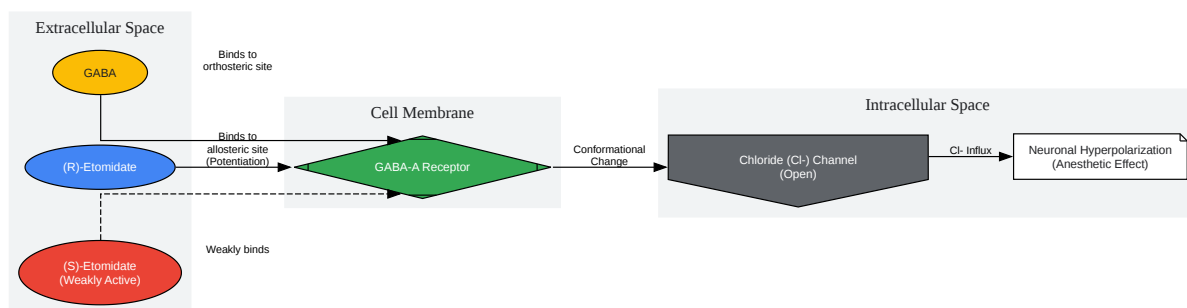 Extracellular Space
GABA
Binds to
orthosteric site
Cell Membrane
Intracellular Space
(R)-Etomidate
Binds to
allosteric site
(Potentiation)
GABA-A Receptor
Conformational
Change
Chloride (Cl-) Channel
(Open)
Cl- Influx
Neuronal Hyperpolarization
(Anesthetic Effect)
(S)-Etomidate
(Weakly Active)
Weakly binds